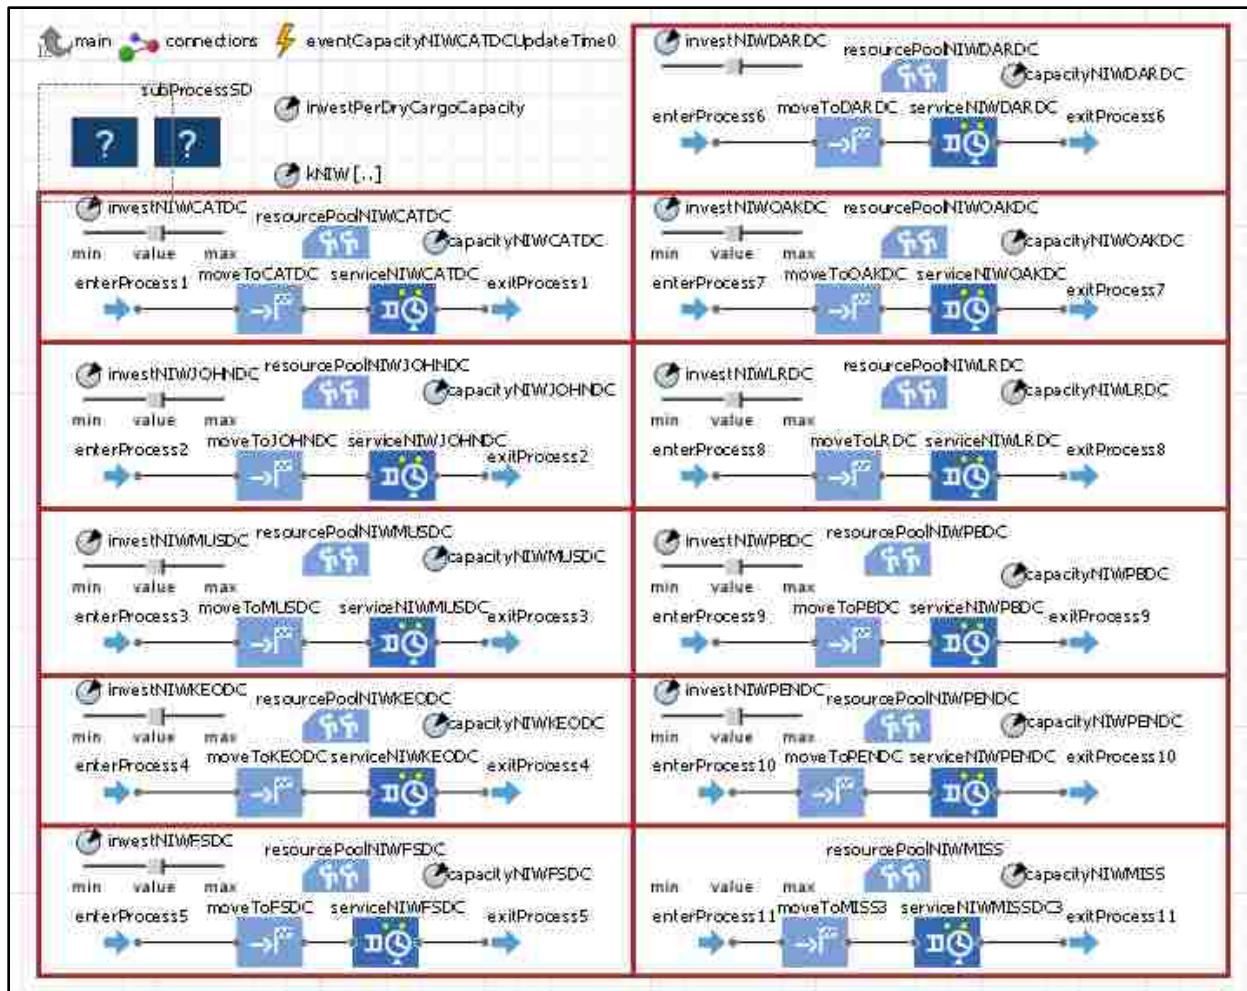 main
connections
eventCapacityNIWCATDCUpdateTime0
subProcessSD
?
?
investPerDryCargoCapacity
kNIW [..]
investNIWDARDC
resourcePoolNIWDARDC
capacityNIWDARDC
enterProcess6
moveToDARDC
serviceNIWDARDC
exitProcess6
investNIWCATDC
resourcePoolNIWCATDC
capacityNIWCATDC
min value max
enterProcess1
moveToCATDC
serviceNIWCATDC
exitProcess1
investNIWOAKDC
resourcePoolNIWOAKDC
capacityNIWOAKDC
min value max
enterProcess7
moveToOAKDC
serviceNIWOAKDC
exitProcess7
investNIWJOHNDC
resourcePoolNIWJOHNDC
capacityNIWJOHNDC
min value max
enterProcess2
moveToJOHNDC
serviceNIWJOHNDC
exitProcess2
investNIWLRDC
resourcePoolNIWLRDC
capacityNIWLRDC
min value max
enterProcess8
moveToLRDC
serviceNIWLRDC
exitProcess8
investNIWMUSDC
resourcePoolNIWMUSDC
capacityNIWMUSDC
min value max
enterProcess3
moveToMUSDC
serviceNIWMUSDC
exitProcess3
investNIWPBDC
resourcePoolNIWPBDC
capacityNIWPBDC
min value max
enterProcess9
moveToPBDC
serviceNIWPBDC
exitProcess9
investNIWKEODC
resourcePoolNIWKEODC
capacityNIWKEODC
min value max
enterProcess4
moveToKEODC
serviceNIWKEODC
exitProcess4
investNIWPENDC
resourcePoolNIWPENDC
capacityNIWPENDC
min value max
enterProcess10
moveToPENDC
serviceNIWPENDC
exitProcess10
investNIWFSDC
resourcePoolNIWFSDC
capacityNIWFSDC
min value max
enterProcess5
moveToFSDC
serviceNIWFSDC
exitProcess5
resourcePoolNIWMISS
capacityNIWMISS
min value max
enterProcess11
moveToMISS3
serviceNIWMISSDC3
exitProcess11